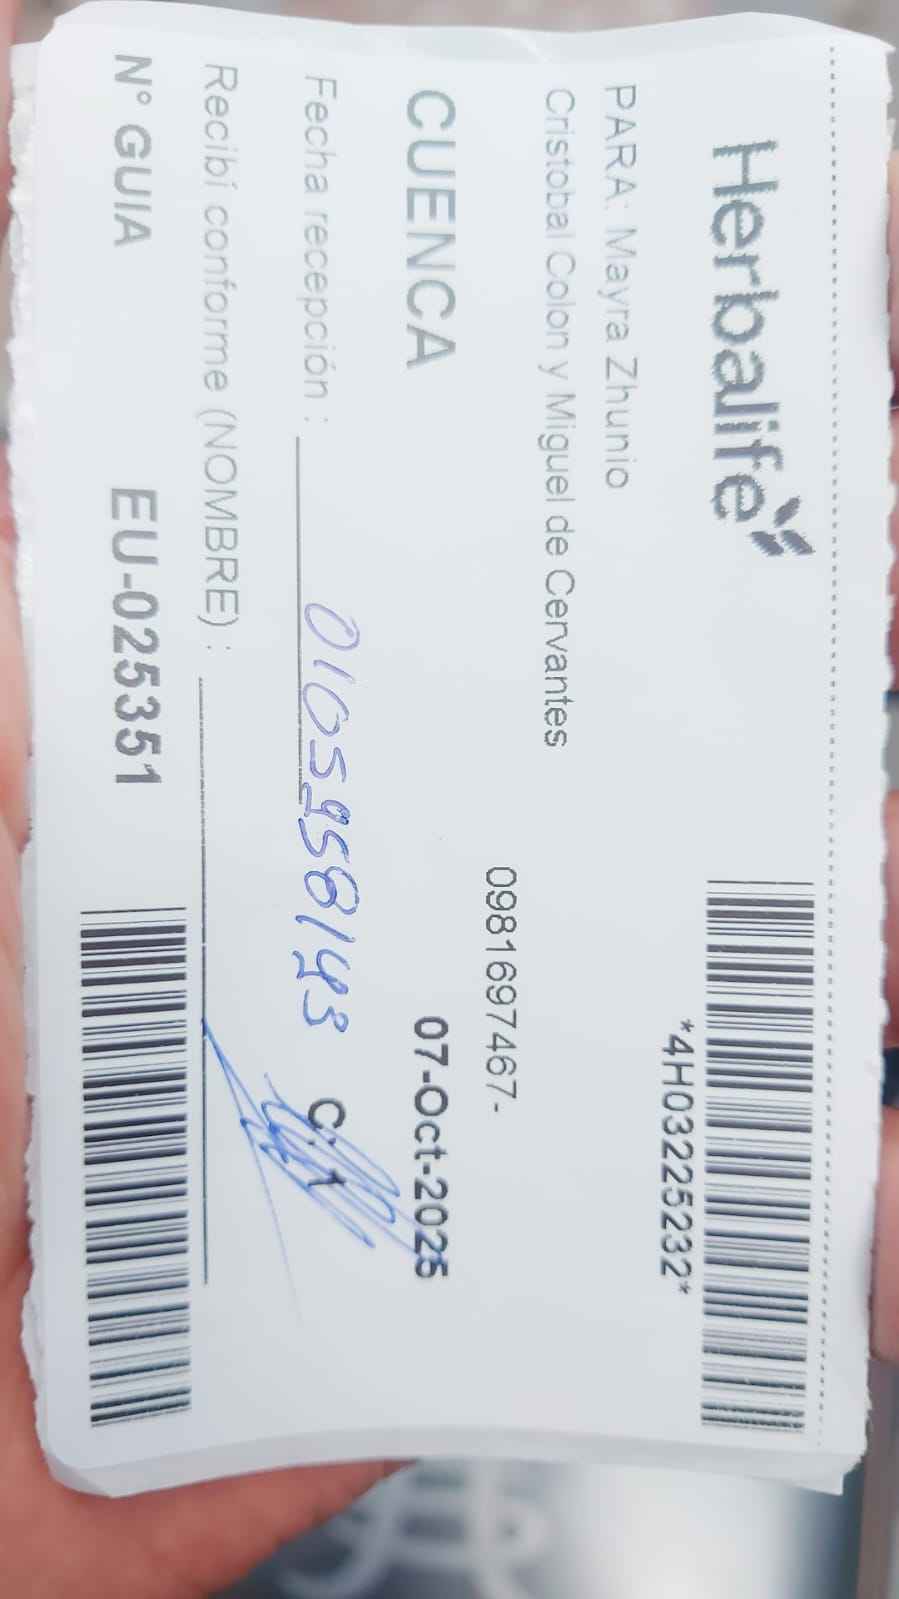 Herbalife
*4H03225232*
PARA: Mayra Zhunio
Cristobal Colon y Miguel de Cervantes
0981697467-
CUENCA 07-Oct-2025
Fecha recepción : 0105958143 C.
Recibí conforme (NOMBRE) :
N° GUIA EU-025351